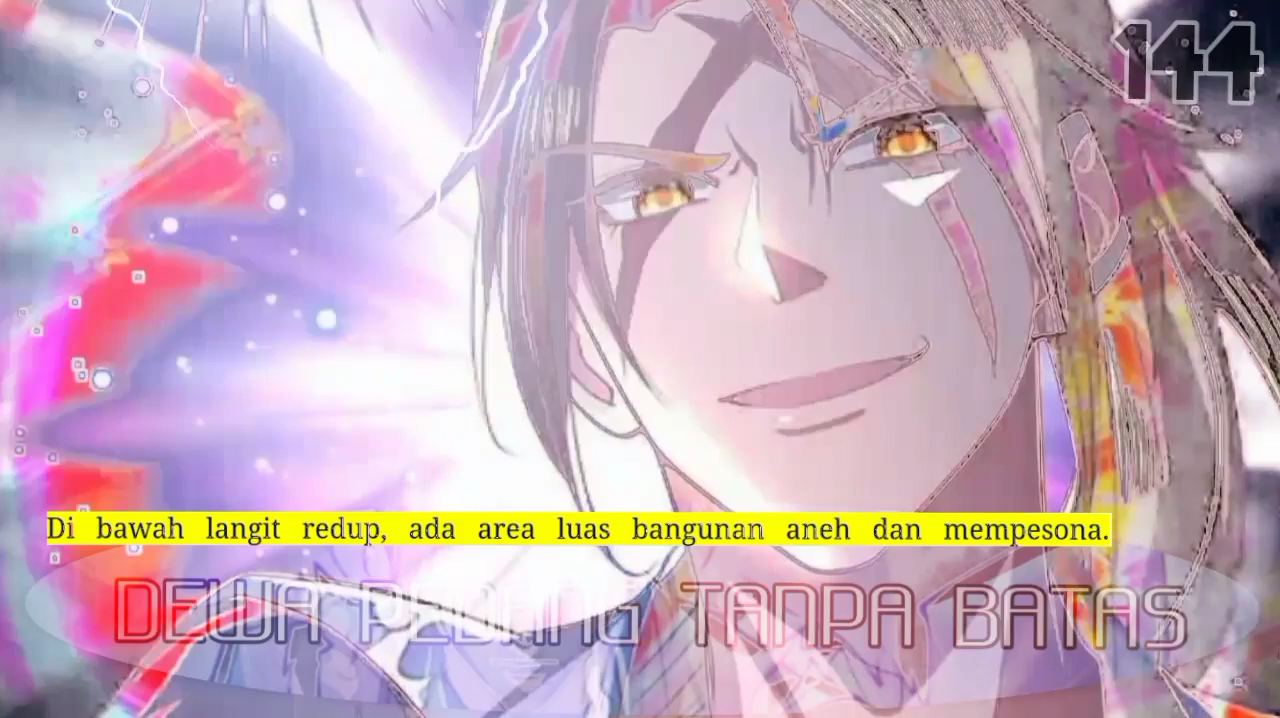 144
Di bawah langit redup, ada area luas bangunan aneh dan mempesona.
DEWA PEDANG TANPA BATAS